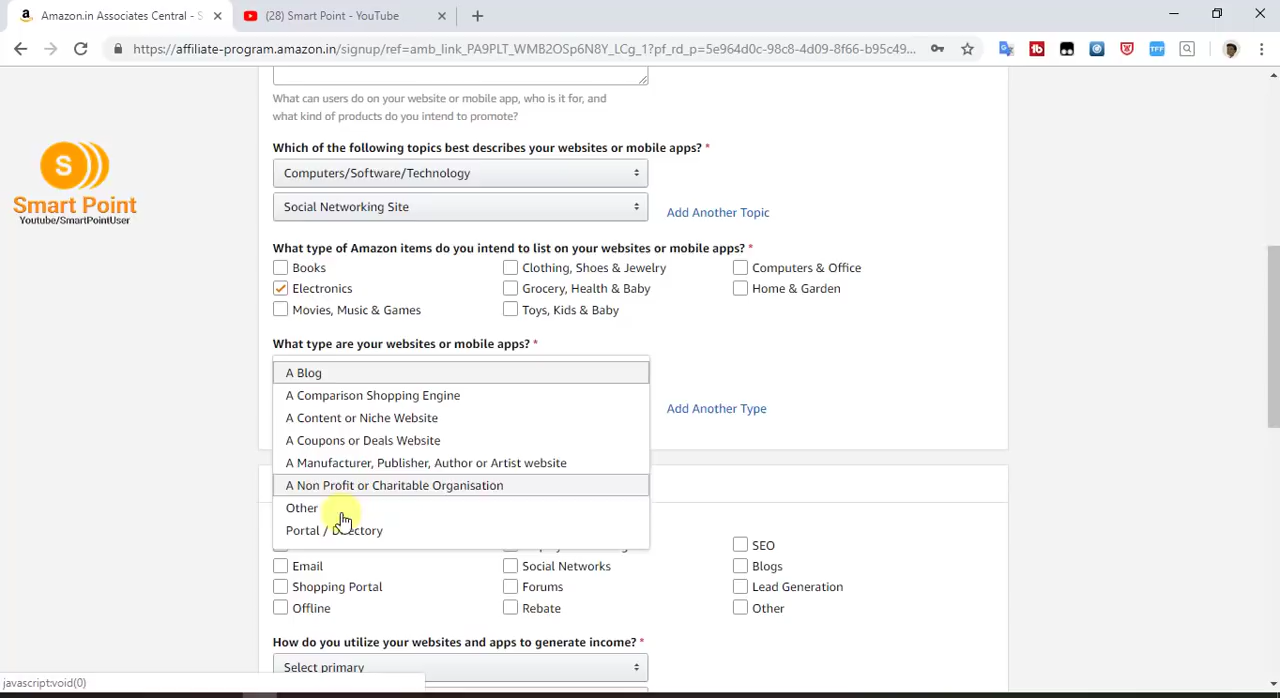 Amazon.in Associates Central - S
(28) Smart Point - YouTube
https://affiliate-program.amazon.in/signup/ref=amb_link_PA9PLT_WMB2OSp6N8Y_LCg_1?pf_rd_p=5e964d0c-98c8-4d09-8f66-b95c49...
What can users do on your website or mobile app, who is it for, and
what kind of products do you intend to promote?
Which of the following topics best describes your websites or mobile apps? *
Computers/Software/Technology
Social Networking Site
Add Another Topic
S
Smart Point
Youtube/SmartPointUser
What type of Amazon items do you intend to list on your websites or mobile apps? *
Books
Clothing, Shoes & Jewelry
Computers & Office
Electronics
Grocery, Health & Baby
Home & Garden
Movies, Music & Games
Toys, Kids & Baby
What type are your websites or mobile apps? *
A Blog
A Comparison Shopping Engine
Add Another Type
A Content or Niche Website
A Coupons or Deals Website
A Manufacturer, Publisher, Author or Artist website
A Non Profit or Charitable Organisation
Other
Portal / Directory
SEO
Email
Social Networks
Blogs
Shopping Portal
Forums
Lead Generation
Offline
Rebate
Other
How do you utilize your websites and apps to generate income? *
Select primary
javascript:void(0)